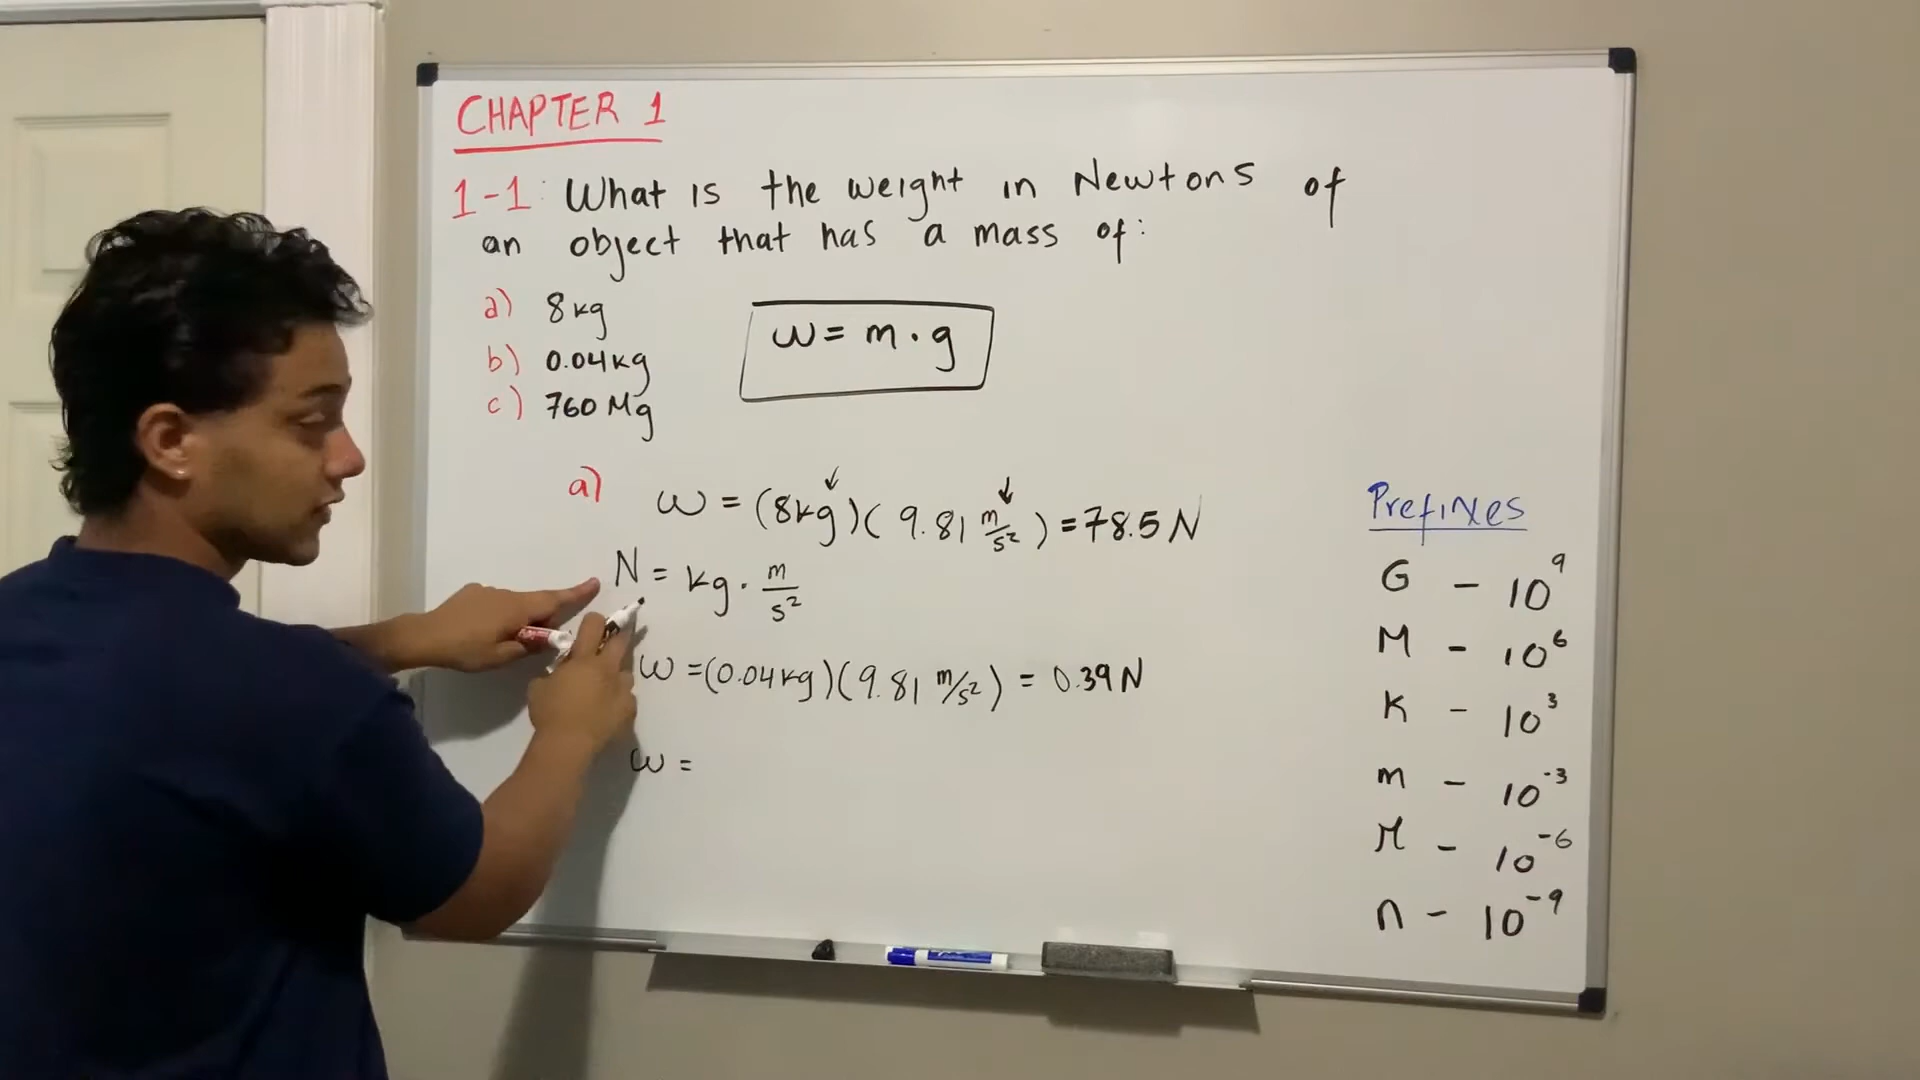 CHAPTER 1
1-1: What is the weight in Newtons of
an object that has a mass of:
a) 8kg
b) 0.04kg
c) 760 Mg
w = m · g
a) w = (8kg)(9.81 m/s²) = 78.5 N
N = kg · m/s²
w = (0.04kg)(9.81 m/s²) = 0.39 N
w =
Prefixes
G - 10⁹
M - 10⁶
K - 10³
m - 10⁻³
μ - 10⁻⁶
n - 10⁻⁹